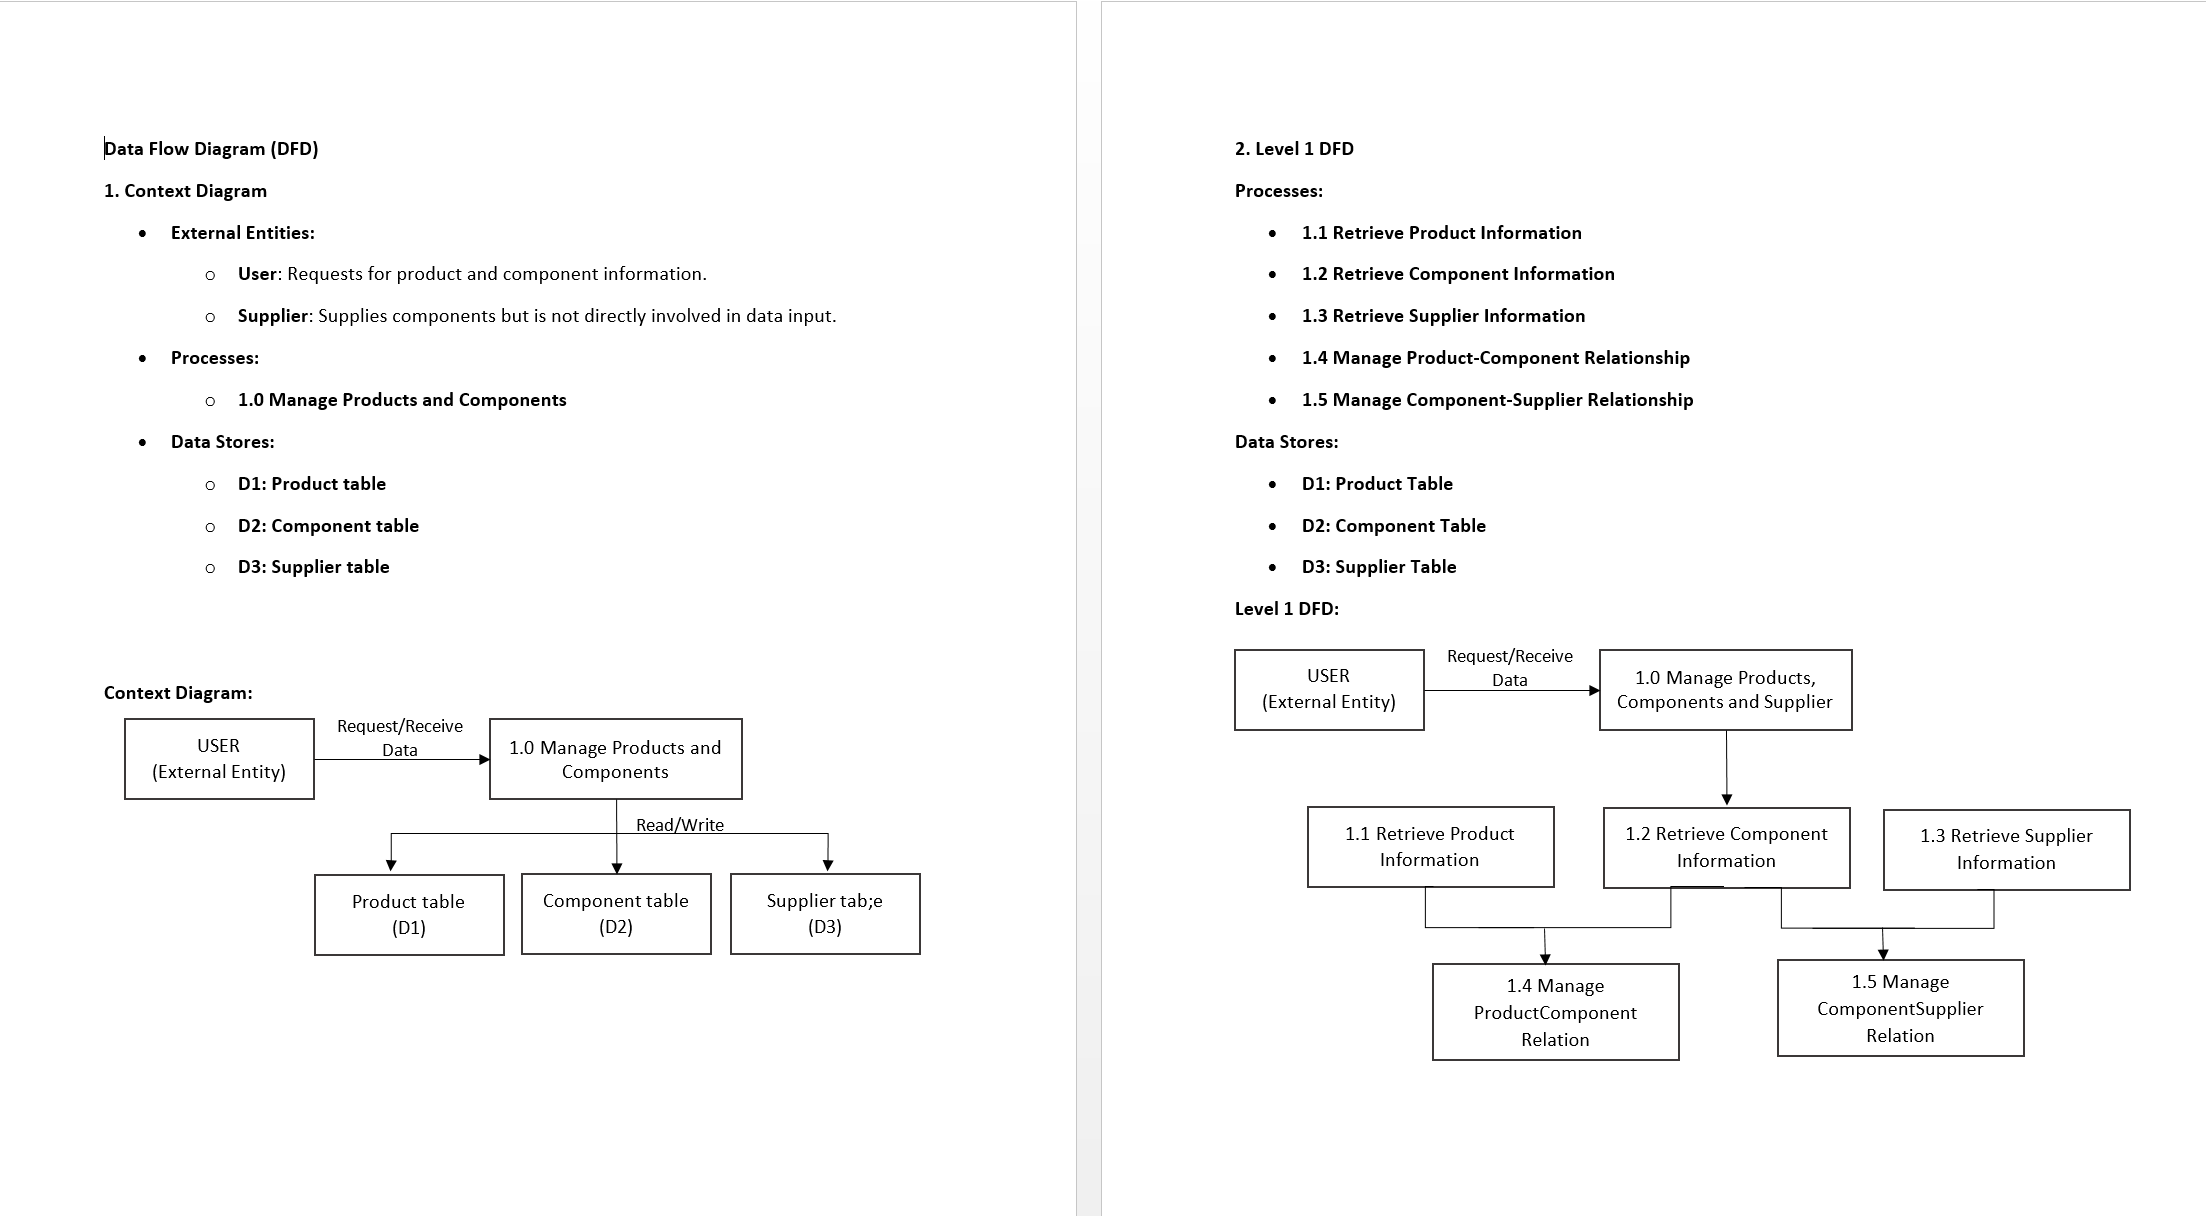 Data Flow Diagram (DFD)
1. Context Diagram
• External Entities:
o User: Requests for product and component information.
o Supplier: Supplies components but is not directly involved in data input.
• Processes:
o 1.0 Manage Products and Components
• Data Stores:
o D1: Product table
o D2: Component table
o D3: Supplier table
Context Diagram:
USER
(External Entity)
Request/Receive
Data
1.0 Manage Products and
Components
Read/Write
Product table
(D1)
Component table
(D2)
Supplier tab;e
(D3)
2. Level 1 DFD
Processes:
• 1.1 Retrieve Product Information
• 1.2 Retrieve Component Information
• 1.3 Retrieve Supplier Information
• 1.4 Manage Product-Component Relationship
• 1.5 Manage Component-Supplier Relationship
Data Stores:
• D1: Product Table
• D2: Component Table
• D3: Supplier Table
Level 1 DFD:
USER
(External Entity)
Request/Receive
Data
1.0 Manage Products,
Components and Supplier
1.1 Retrieve Product
Information
1.2 Retrieve Component
Information
1.3 Retrieve Supplier
Information
1.4 Manage
ProductComponent
Relation
1.5 Manage
ComponentSupplier
Relation